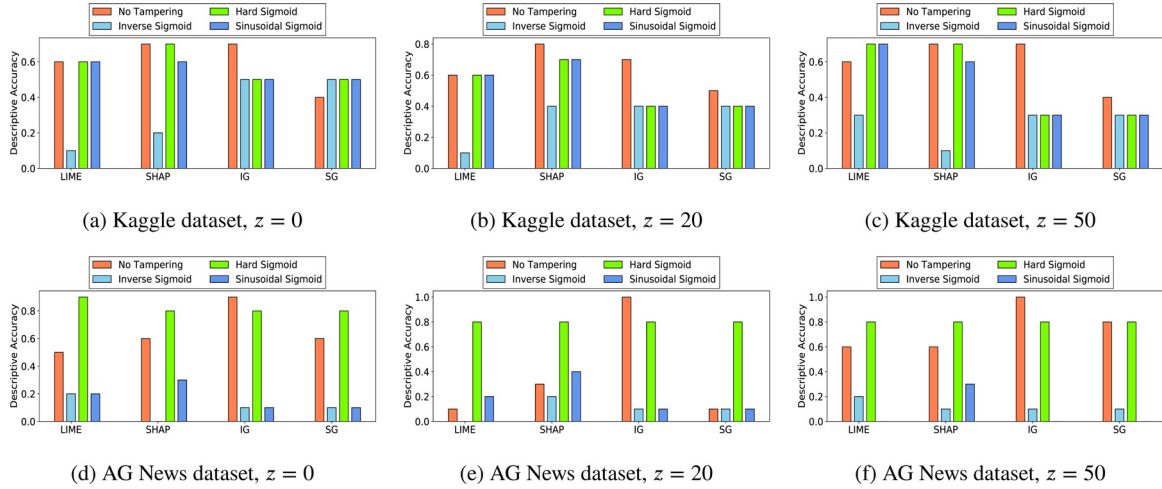 No Tampering Hard Sigmoid
Inverse Sigmoid Sinusoidal Sigmoid
Descriptive Accuracy
0.6
0.4
0.2
0.0
LIME SHAP IG SG
(a) Kaggle dataset, z = 0
No Tampering Hard Sigmoid
Inverse Sigmoid Sinusoidal Sigmoid
Descriptive Accuracy
0.8
0.6
0.4
0.2
0.0
LIME SHAP IG SG
(b) Kaggle dataset, z = 20
No Tampering Hard Sigmoid
Inverse Sigmoid Sinusoidal Sigmoid
Descriptive Accuracy
0.6
0.4
0.2
0.0
LIME SHAP IG SG
(c) Kaggle dataset, z = 50
No Tampering Hard Sigmoid
Inverse Sigmoid Sinusoidal Sigmoid
Descriptive Accuracy
0.8
0.6
0.4
0.2
0.0
LIME SHAP IG SG
(d) AG News dataset, z = 0
No Tampering Hard Sigmoid
Inverse Sigmoid Sinusoidal Sigmoid
Descriptive Accuracy
1.0
0.8
0.6
0.4
0.2
0.0
LIME SHAP IG SG
(e) AG News dataset, z = 20
No Tampering Hard Sigmoid
Inverse Sigmoid Sinusoidal Sigmoid
Descriptive Accuracy
1.0
0.8
0.6
0.4
0.2
0.0
LIME SHAP IG SG
(f) AG News dataset, z = 50